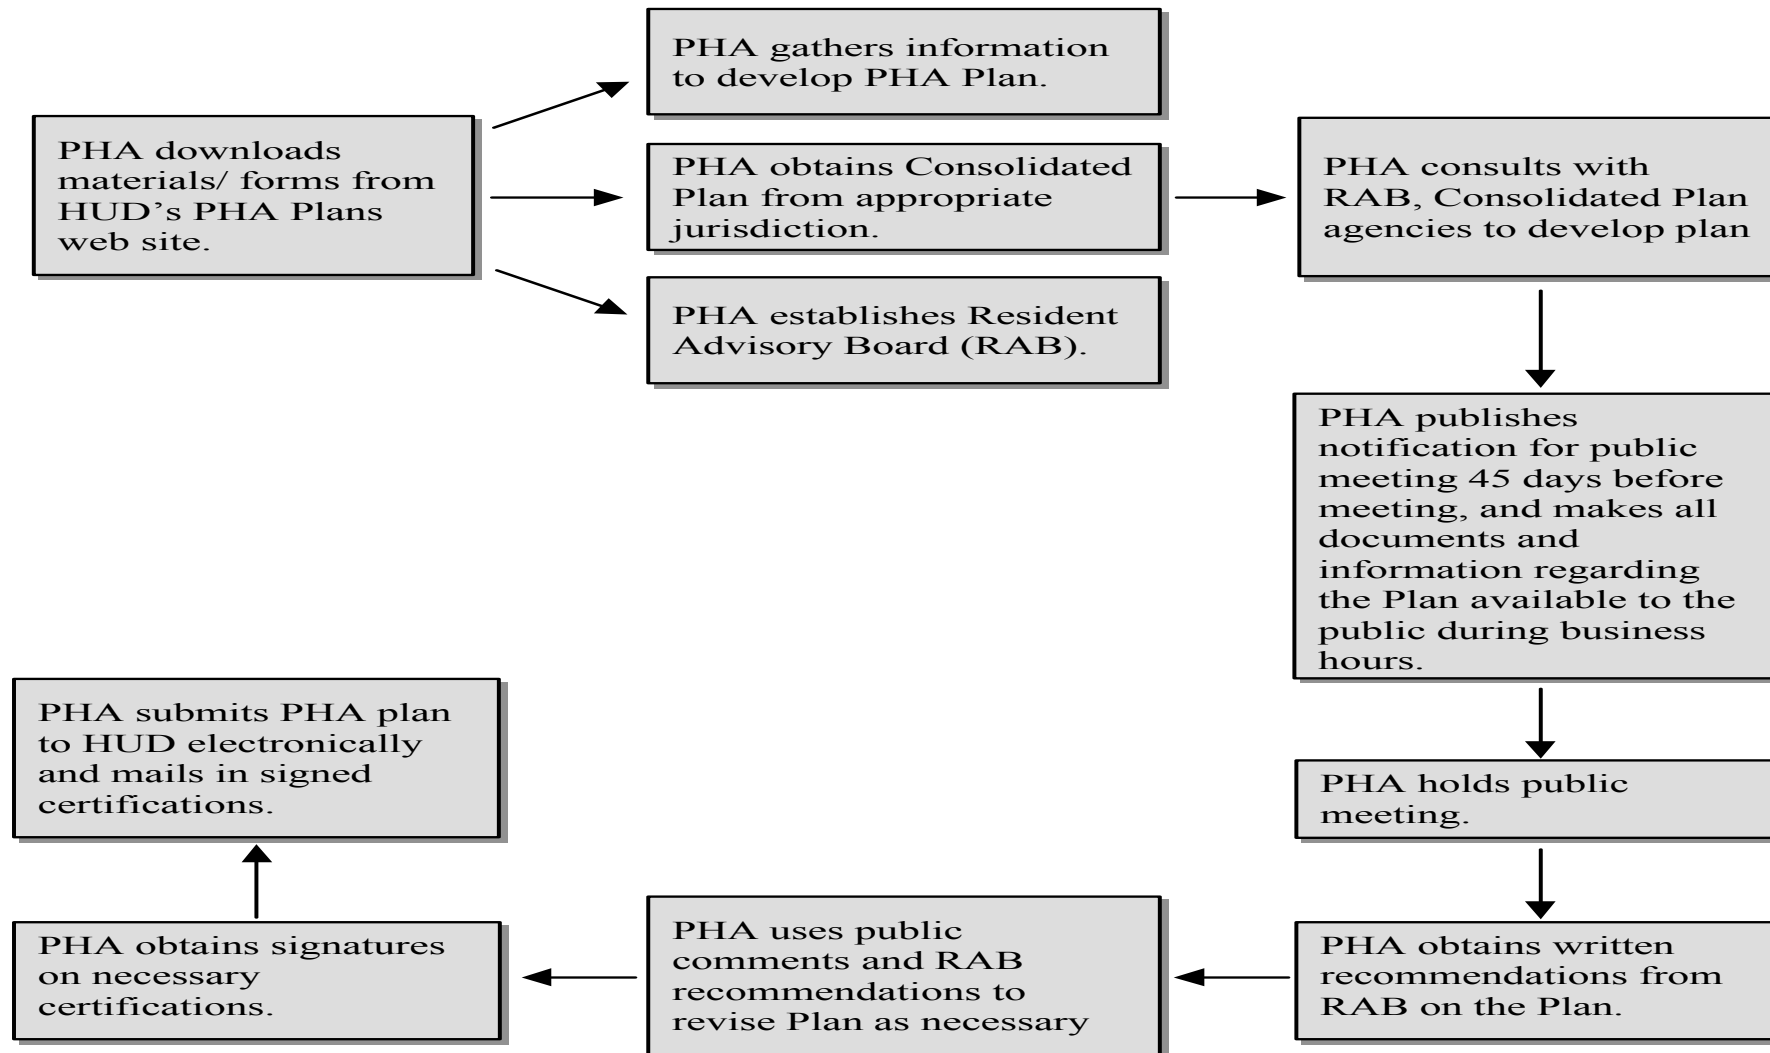 PHA downloads
materials/ forms from
HUD’s PHA Plans
web site.
PHA gathers information
to develop PHA Plan.
PHA obtains Consolidated
Plan from appropriate
jurisdiction.
PHA establishes Resident
Advisory Board (RAB).
PHA consults with
RAB, Consolidated Plan
agencies to develop plan
PHA publishes
notification for public
meeting 45 days before
meeting, and makes all
documents and
information regarding
the Plan available to the
public during business
hours.
PHA holds public
meeting.
PHA obtains written
recommendations from
RAB on the Plan.
PHA uses public
comments and RAB
recommendations to
revise Plan as necessary
PHA obtains signatures
on necessary
certifications.
PHA submits PHA plan
to HUD electronically
and mails in signed
certifications.